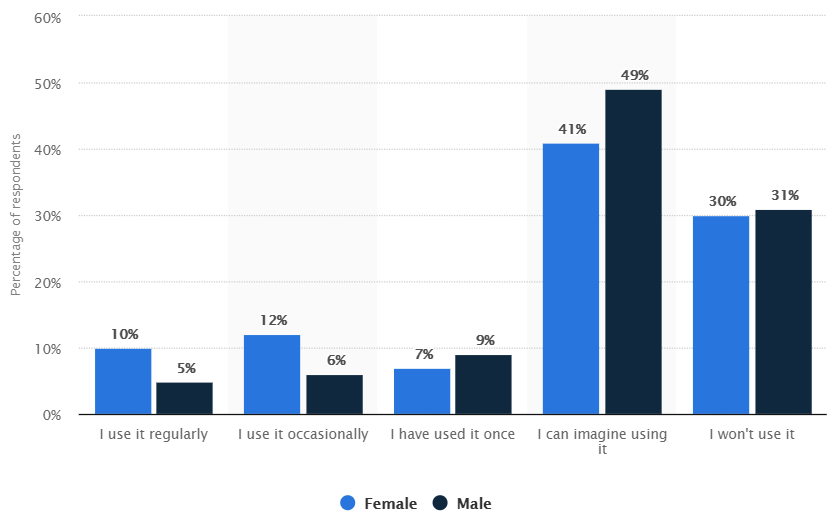 60%
50%
40%
30%
20%
10%
0%
Percentage of respondents
10%
5%
12%
6%
7%
9%
41%
49%
30%
31%
I use it regularly
I use it occasionally
I have used it once
I can imagine using
it
I won't use it
Female
Male